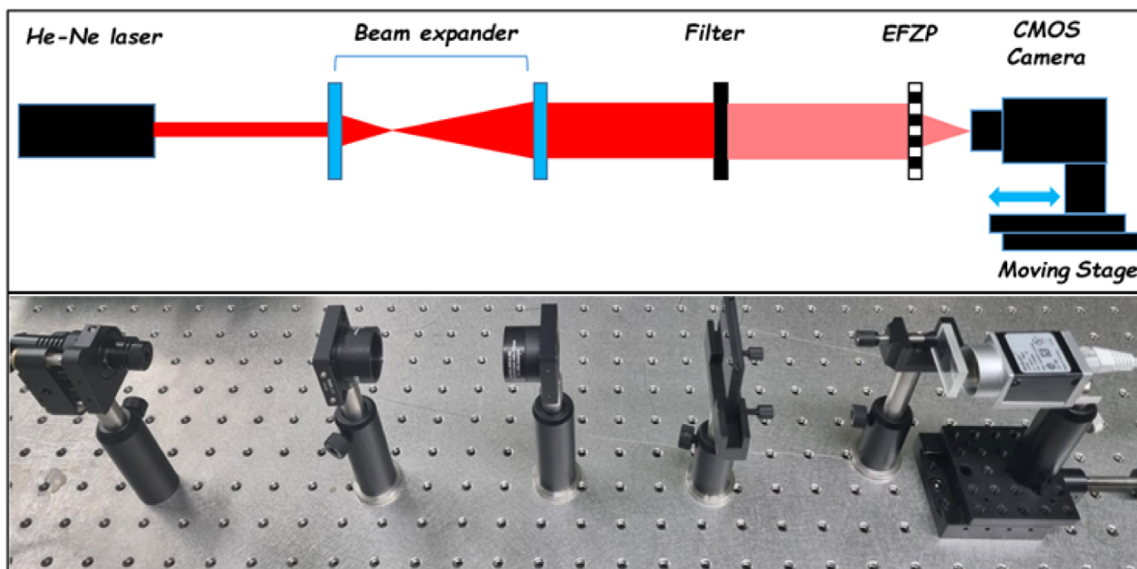 He-Ne laser
Beam expander
Filter
EFZP
CMOS
Camera
Moving Stage